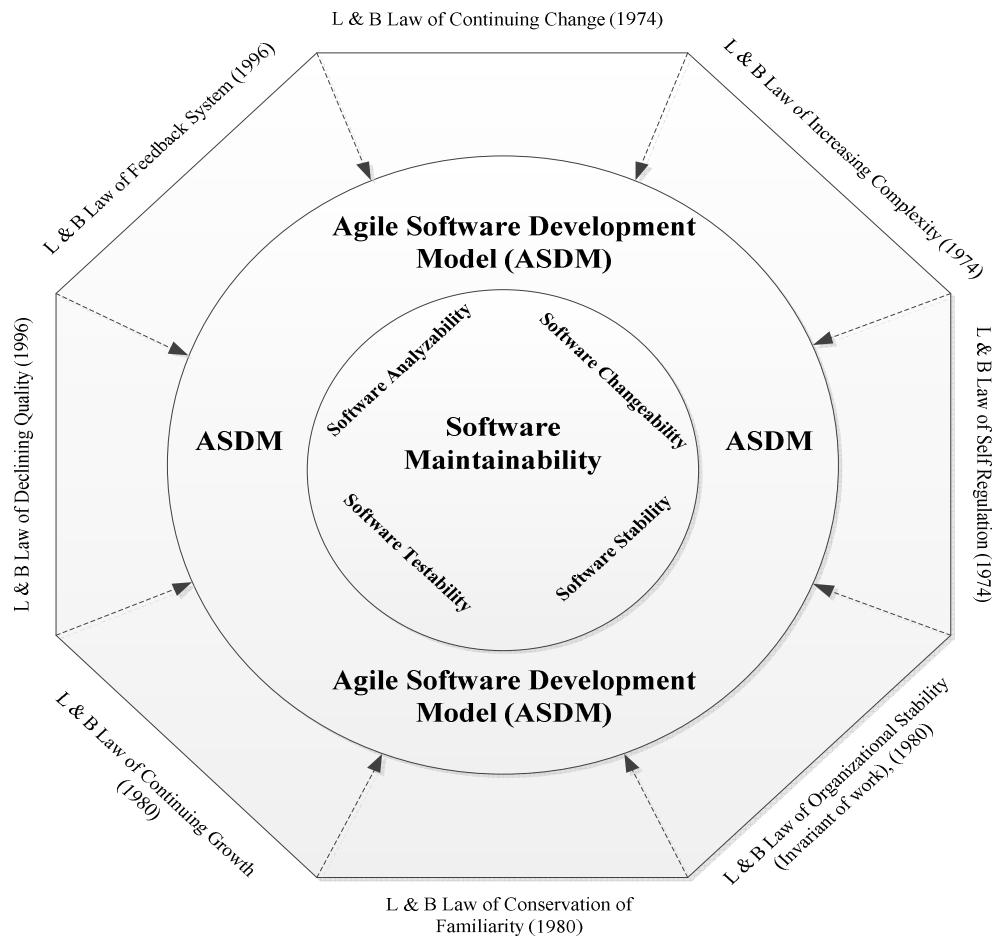 L & B Law of Continuing Change (1974)
L & B Law of Feedback System (1996)
L & B Law of Increasing Complexity (1974)
Agile Software Development
Model (ASDM)
Software Analyzability
Software Changeability
L & B Law of Declining Quality (1996)
ASDM
Software
Maintainability
ASDM
L & B Law of Self Regulation (1974)
Software Testability
Software Stability
Agile Software Development
Model (ASDM)
L & B Law of Continuing Growth
(1980)
L & B Law of Organizational Stability
(Invariant of work), (1980)
L & B Law of Conservation of
Familiarity (1980)